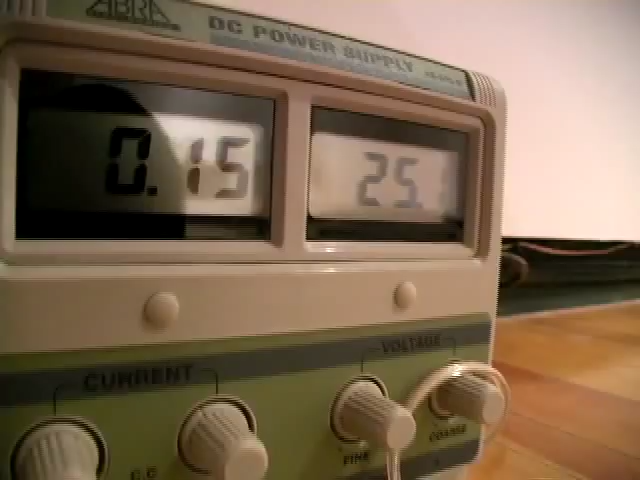 ABRA
DC POWER SUPPLY
0.15
25.
CURRENT
VOLTAGE
FINE
COARSE
C.C